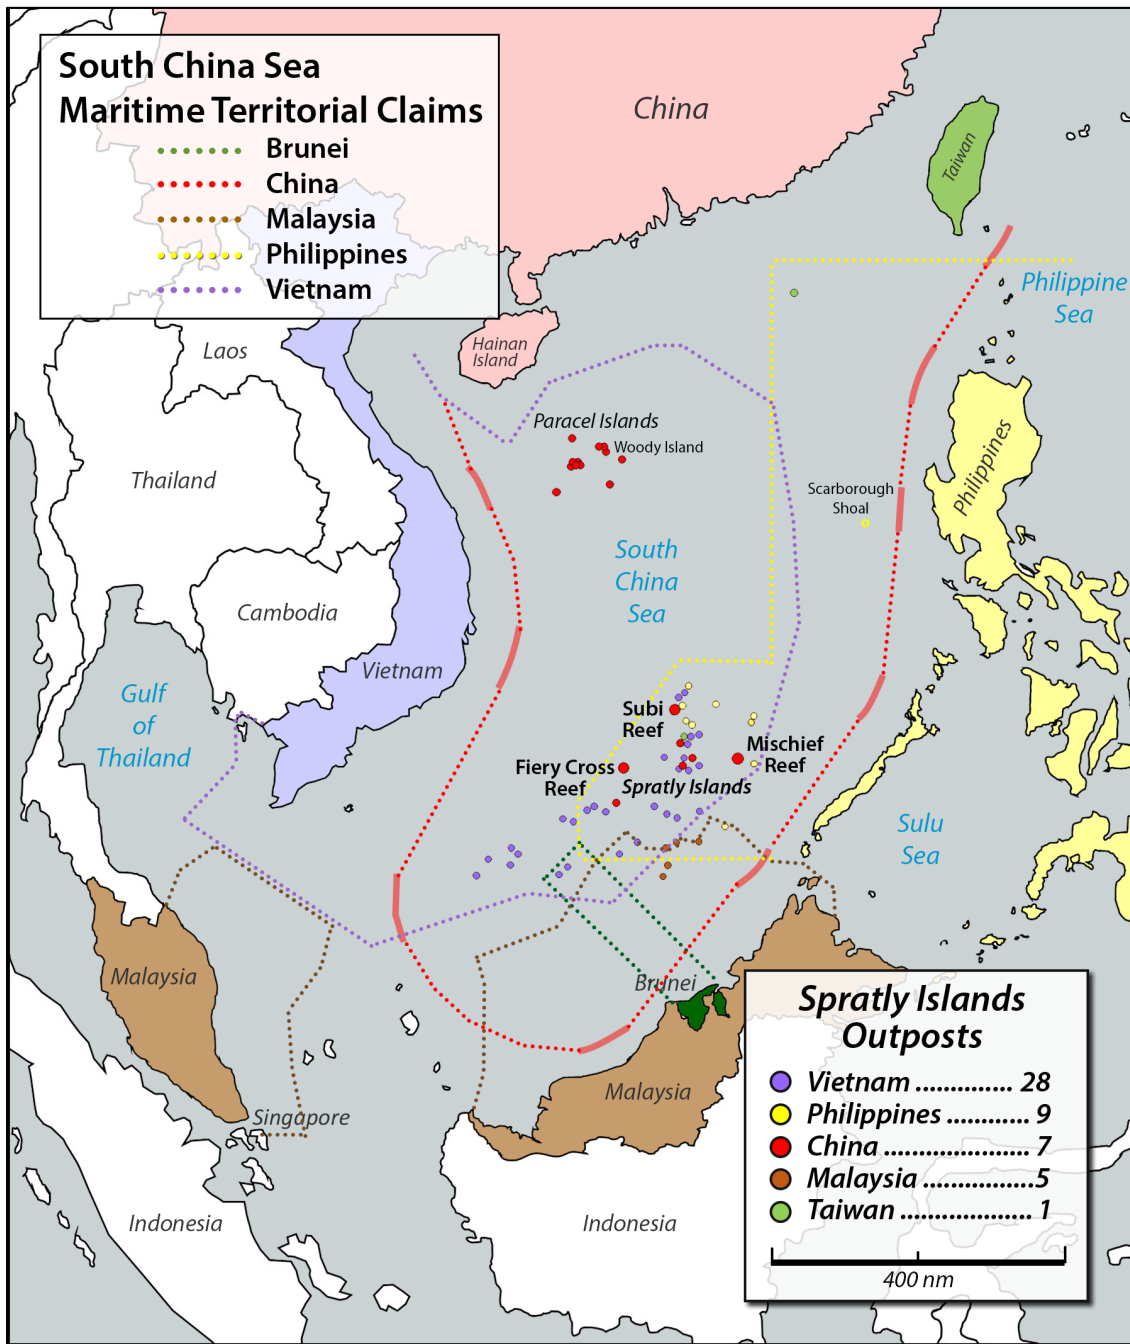 South China Sea
Maritime Territorial Claims
Brunei
China
Malaysia
Philippines
Vietnam
China
Taiwan
Philippine
Sea
Laos
Hainan
Island
Paracel Islands
Woody Island
Thailand
Philippines
Scarborough
Shoal
South
China
Sea
Cambodia
Vietnam
Gulf
of
Thailand
Subi
Reef
Mischief
Reef
Fiery Cross
Reef
Spratly Islands
Sulu
Sea
Malaysia
Brunei
Malaysia
Singapore
Indonesia
Indonesia
Spratly Islands
Outposts
Vietnam .............. 28
Philippines ............... 9
China ..................... 7
Malaysia ................5
Taiwan ................... 1
400 nm